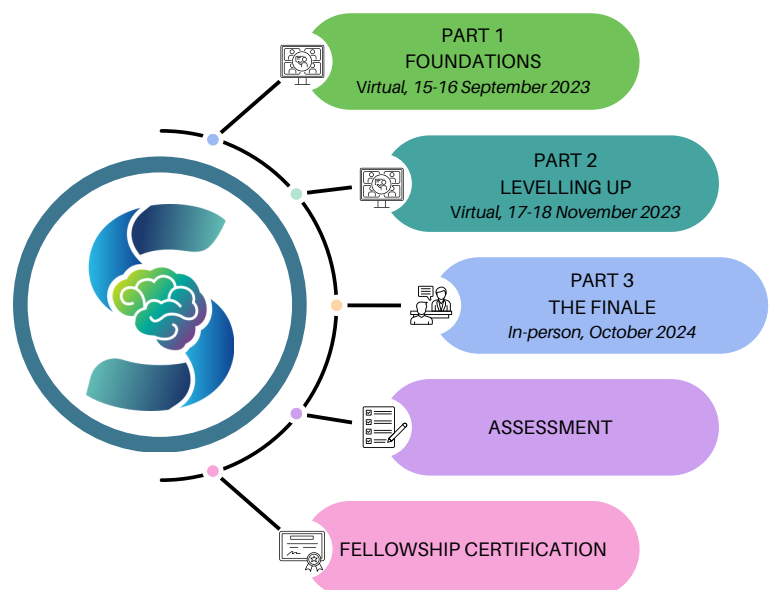 PART 1
FOUNDATIONS
Virtual, 15-16 September 2023
PART 2
LEVELLING UP
Virtual, 17-18 November 2023
PART 3
THE FINALE
In-person, October 2024
ASSESSMENT
FELLOWSHIP CERTIFICATION